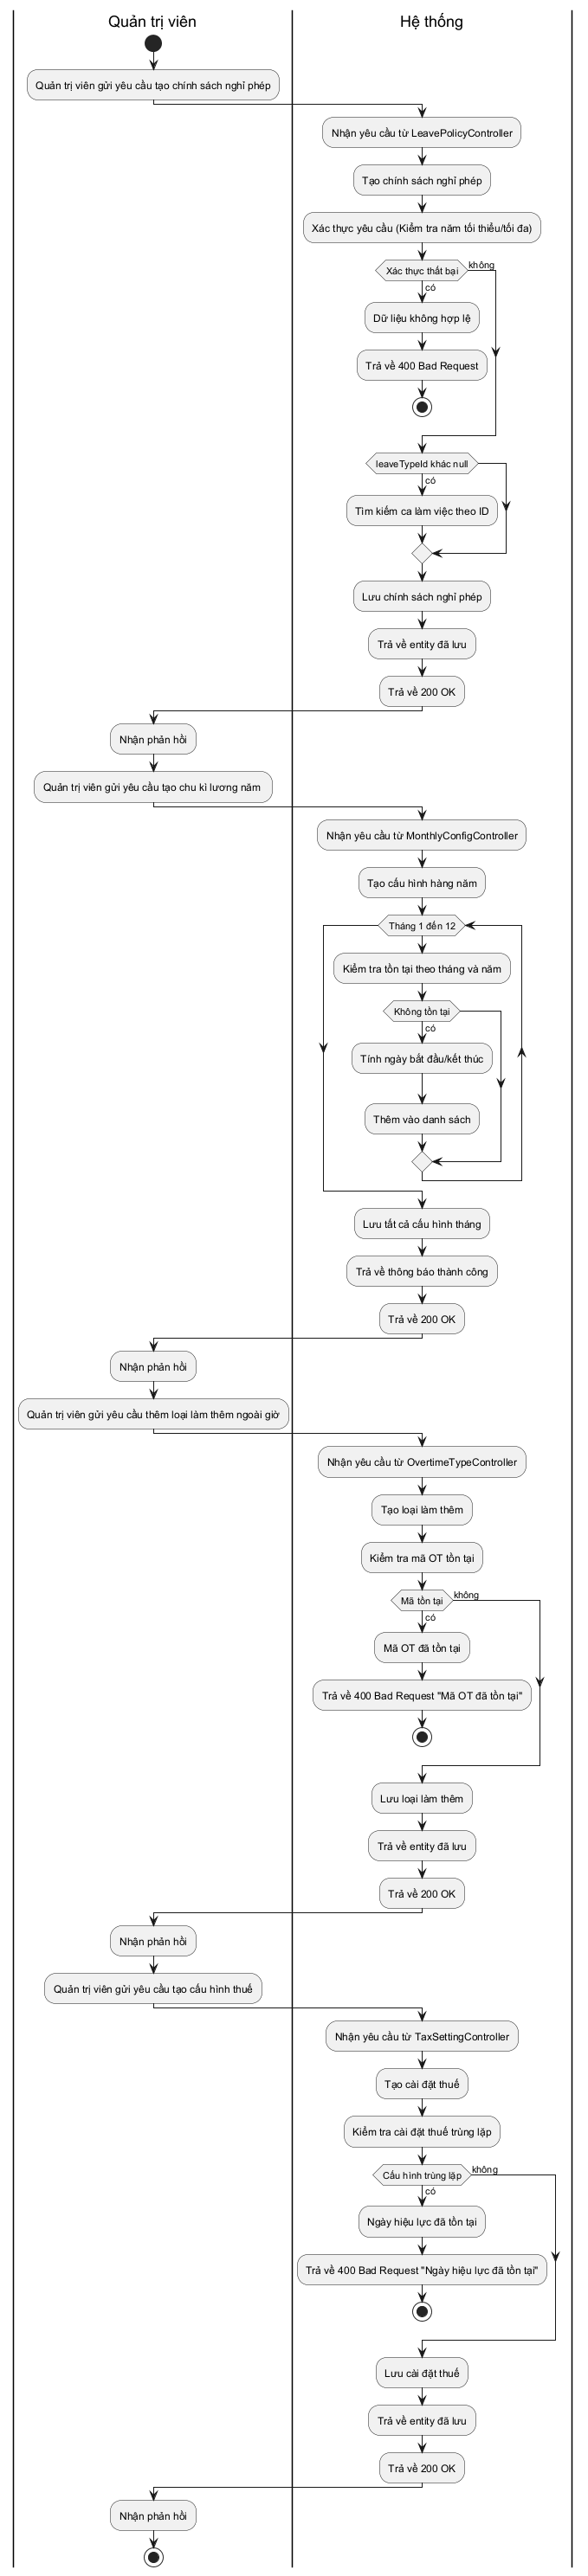 Quản trị viên
Hệ thống
Quản trị viên gửi yêu cầu tạo chính sách nghỉ phép
Nhận yêu cầu từ LeavePolicyController
Tạo chính sách nghỉ phép
Xác thực yêu cầu (Kiểm tra năm tối thiểu/tối đa)
Xác thực thất bại
không
có
Dữ liệu không hợp lệ
Trả về 400 Bad Request
leaveTypeId khác null
có
Tìm kiếm ca làm việc theo ID
Lưu chính sách nghỉ phép
Trả về entity đã lưu
Trả về 200 OK
Nhận phản hồi
Quản trị viên gửi yêu cầu tạo chu kì lương năm
Nhận yêu cầu từ MonthlyConfigController
Tạo cấu hình hàng năm
Tháng 1 đến 12
Kiểm tra tồn tại theo tháng và năm
Không tồn tại
có
Tính ngày bắt đầu/kết thúc
Thêm vào danh sách
Lưu tất cả cấu hình tháng
Trả về thông báo thành công
Trả về 200 OK
Nhận phản hồi
Quản trị viên gửi yêu cầu thêm loại làm thêm ngoài giờ
Nhận yêu cầu từ OvertimeTypeController
Tạo loại làm thêm
Kiểm tra mã OT tồn tại
Mã tồn tại
không
có
Mã OT đã tồn tại
Trả về 400 Bad Request "Mã OT đã tồn tại"
Lưu loại làm thêm
Trả về entity đã lưu
Trả về 200 OK
Nhận phản hồi
Quản trị viên gửi yêu cầu tạo cấu hình thuế
Nhận yêu cầu từ TaxSettingController
Tạo cài đặt thuế
Kiểm tra cài đặt thuế trùng lặp
Cấu hình trùng lặp
không
có
Ngày hiệu lực đã tồn tại
Trả về 400 Bad Request "Ngày hiệu lực đã tồn tại"
Lưu cài đặt thuế
Trả về entity đã lưu
Trả về 200 OK
Nhận phản hồi